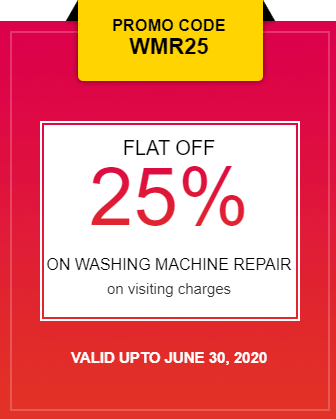 PROMO CODE
WMR25
FLAT OFF
25%
ON WASHING MACHINE REPAIR
on visiting charges
VALID UPTO JUNE 30, 2020